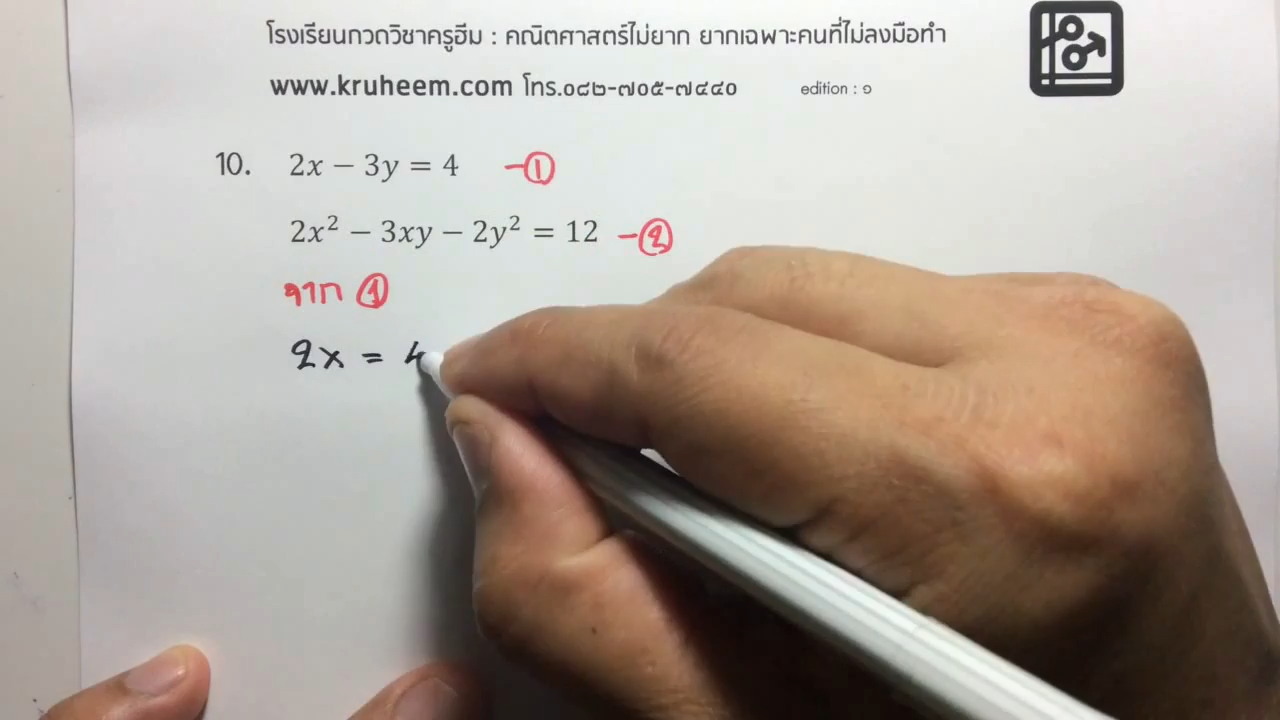 โรงเรียนกวดวิชาครูฮีม : คณิตศาสตร์ไม่ยาก ยากเฉพาะคนที่ไม่ลงมือทำ
www.kruheem.com โทร.๐๘๒-๗๐๕-๗๔๔๐ edition : ๑
10. 2x − 3y = 4 -①
2x² − 3xy − 2y² = 12 -②
จาก ①
2x = 4